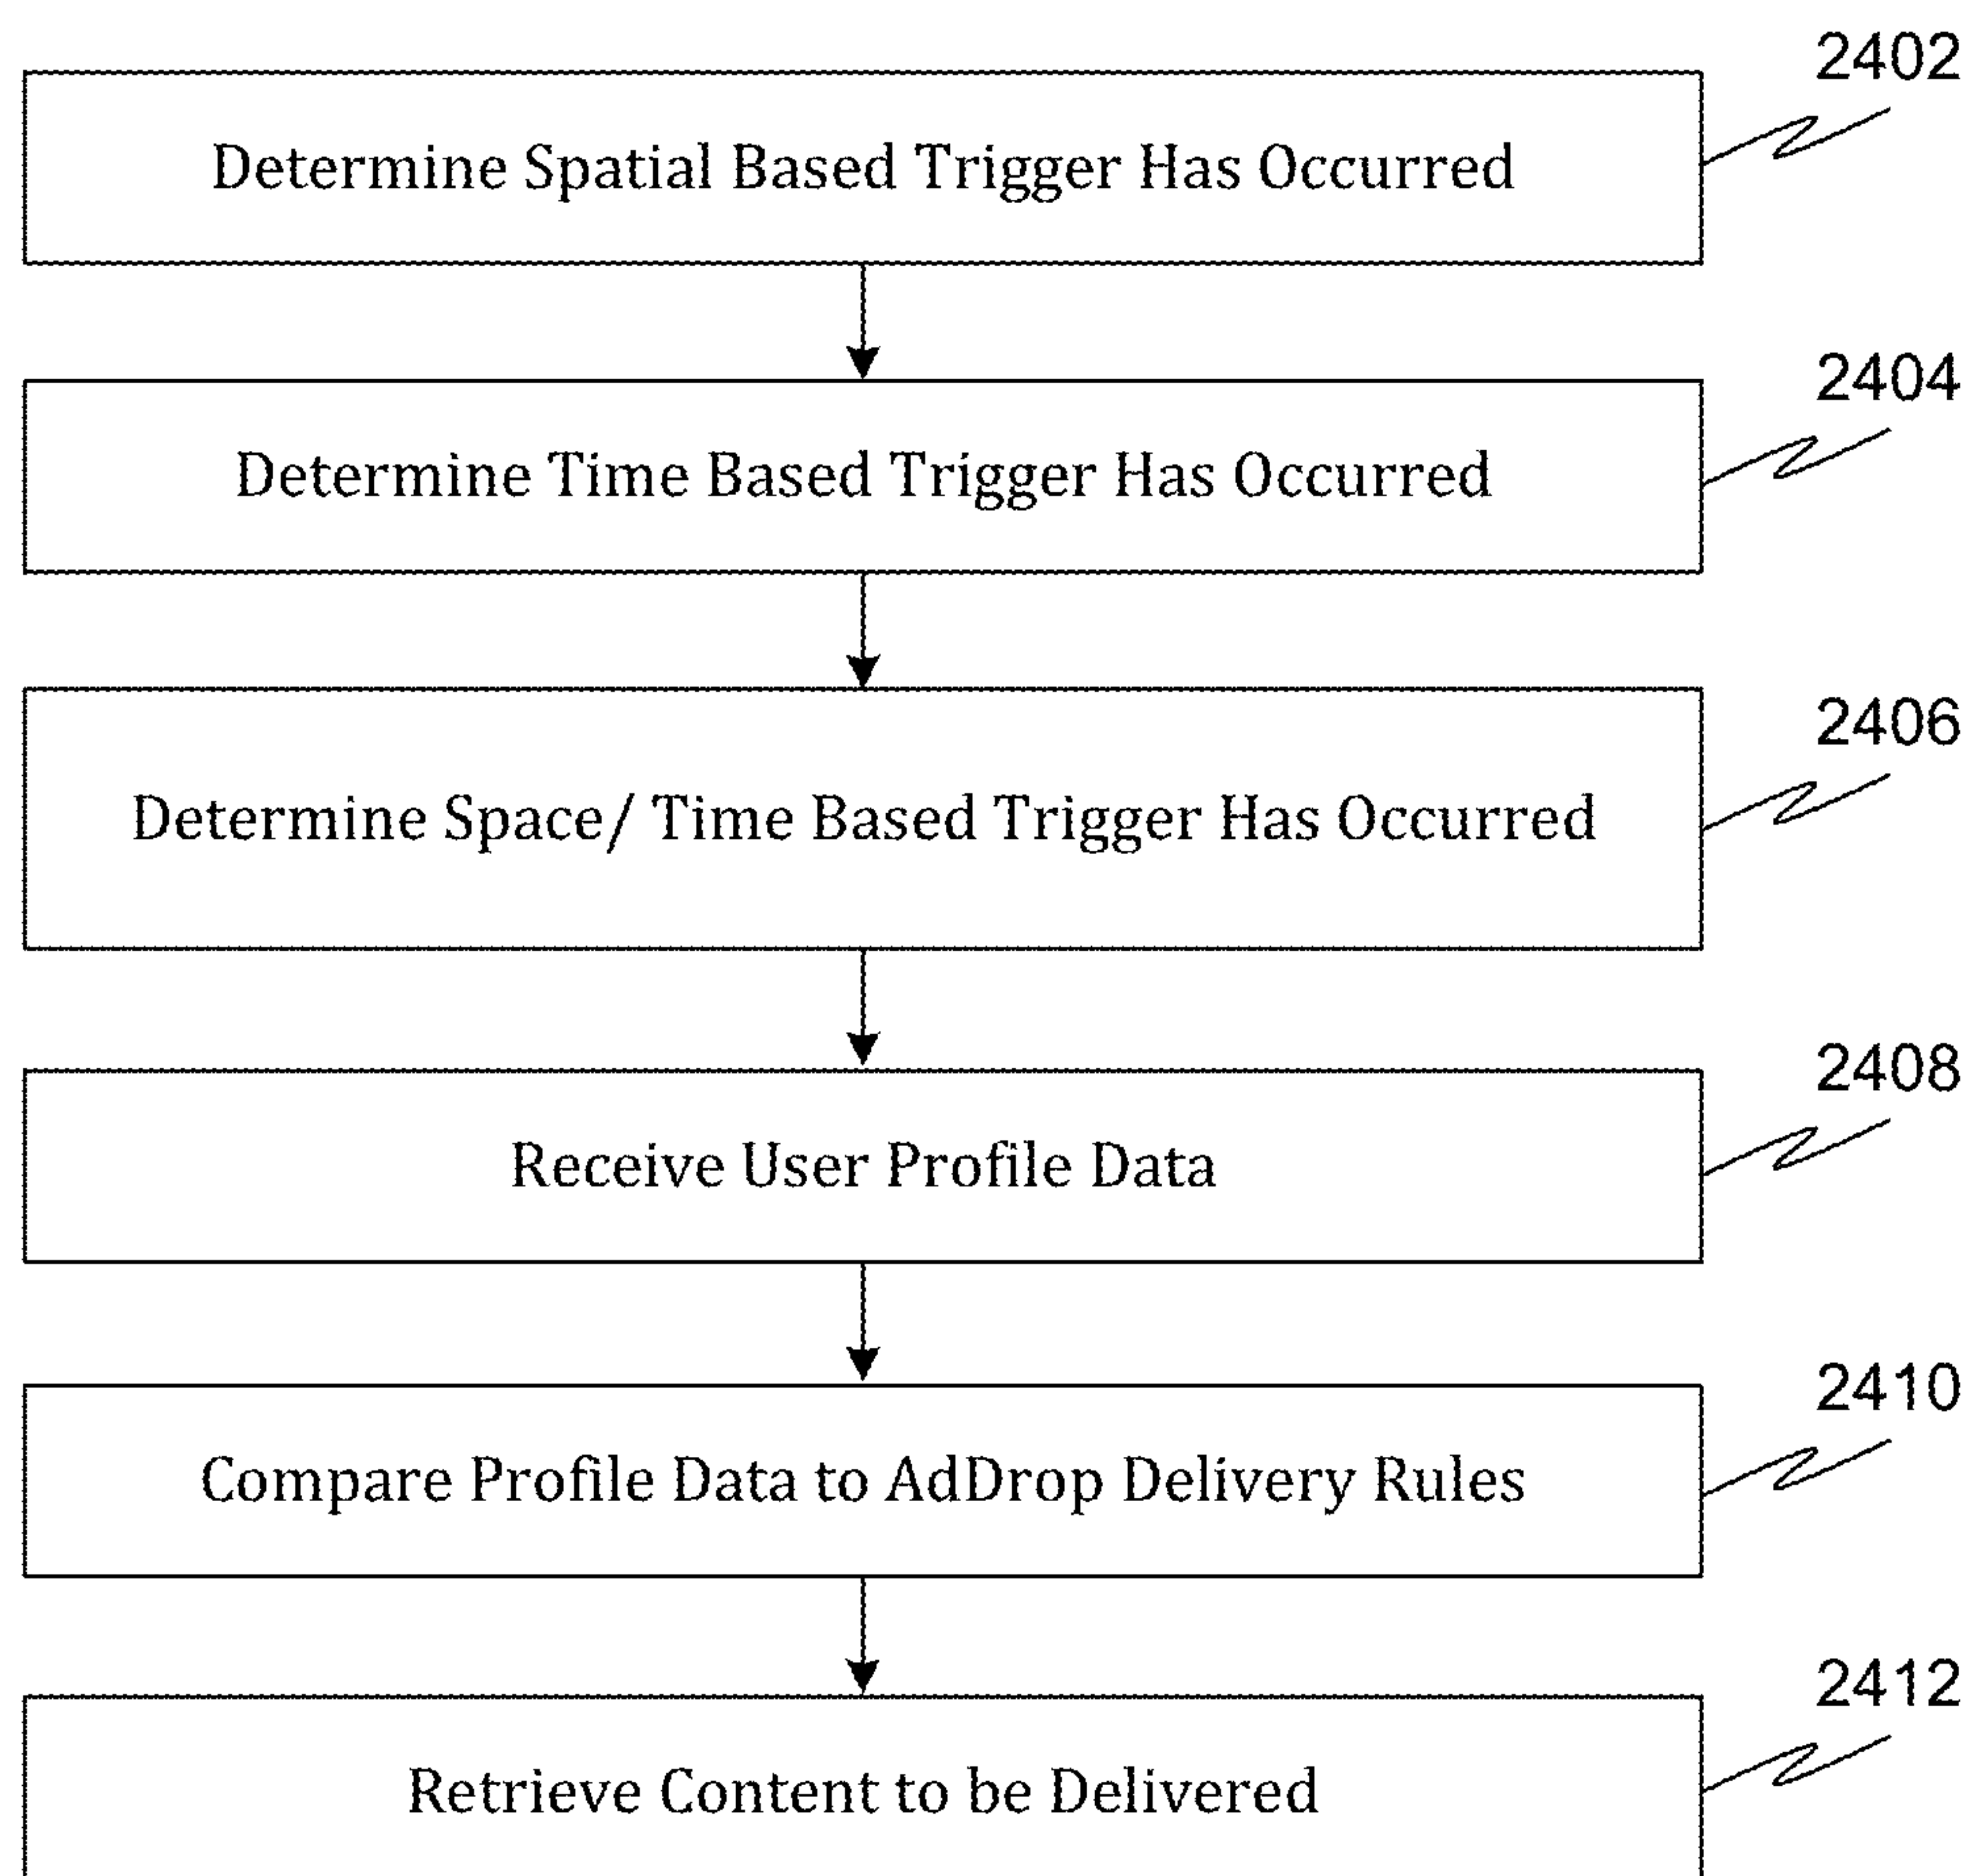 2402
Determine Spatial Based Trigger Has Occurred
2404
Determine Time Based Trigger Has Occurred
2406
Determine Space/ Time Based Trigger Has Occurred
2408
Receive User Profile Data
2410
Compare Profile Data to AdDrop Delivery Rules
2412
Retrieve Content to be Delivered